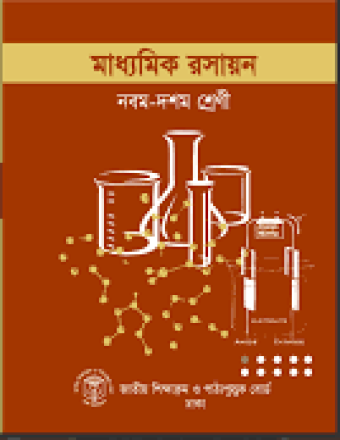 মাধ্যমিক রসায়ন
নবম-দশম শ্রেণী
জাতীয় শিক্ষাক্রম ও পাঠ্যপুস্তক বোর্ড
ঢাকা